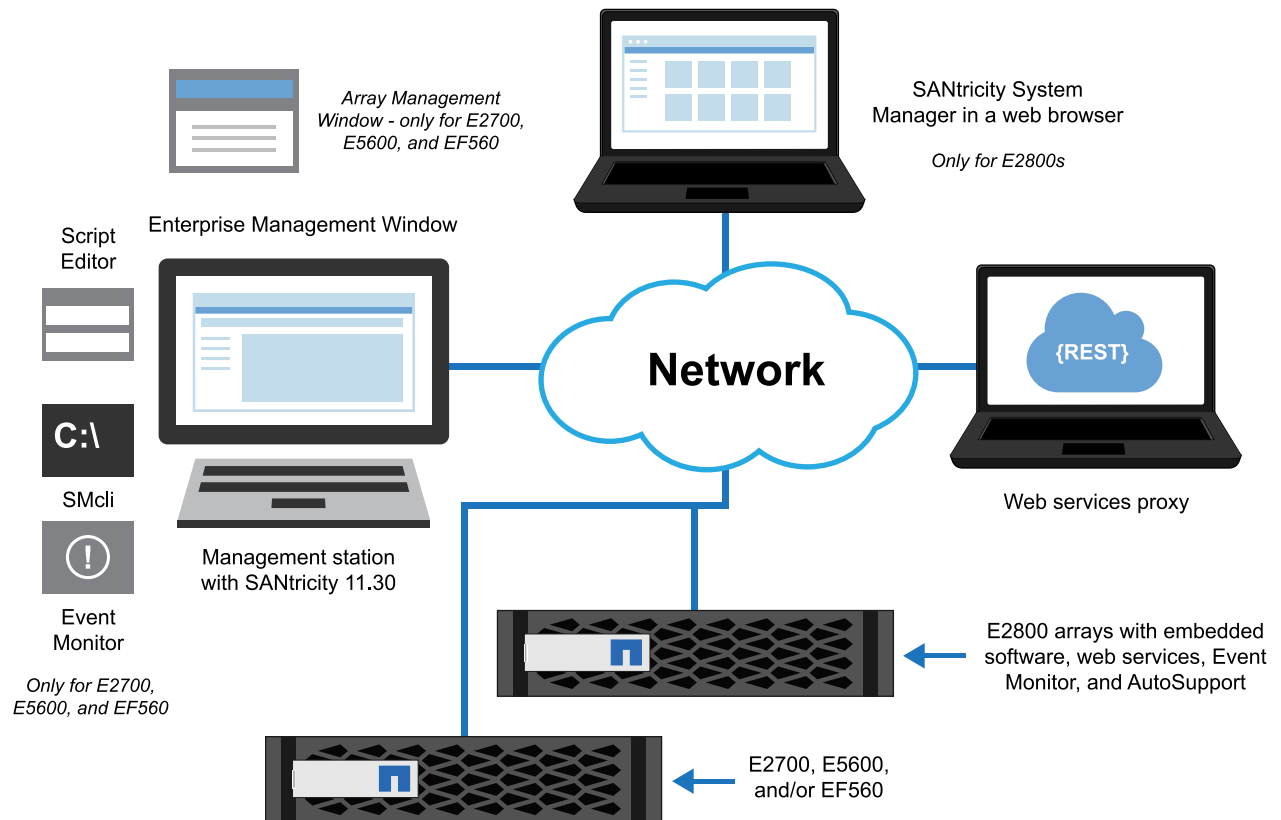 Array Management
Window - only for E2700,
E5600, and EF560
SANtricity System
Manager in a web browser
Only for E2800s
Enterprise Management Window
Script
Editor
C:\
SMcli
!
Event
Monitor
Only for E2700,
E5600, and EF560
Management station
with SANtricity 11.30
Network
{REST}
Web services proxy
E2800 arrays with embedded
software, web services, Event
Monitor, and AutoSupport
E2700, E5600,
and/or EF560